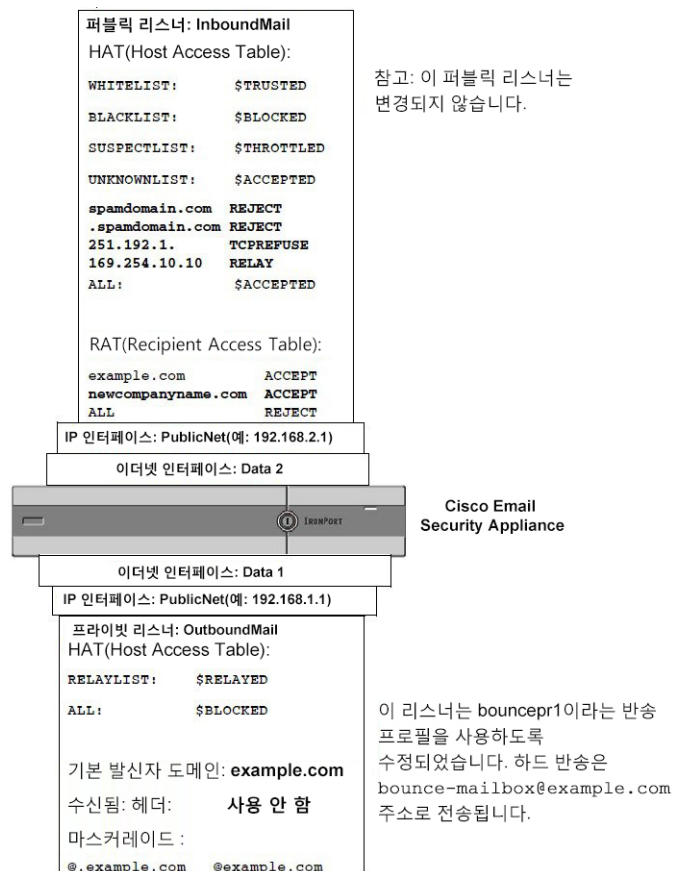 퍼블릭 리스너: InboundMail
HAT(Host Access Table):
WHITELIST: $TRUSTED
BLACKLIST: $BLOCKED
SUSPECTLIST: $THROTTLED
UNKNOWNLIST: $ACCEPTED
spamdomain.com REJECT
.spamdomain.com REJECT
251.192.1. TCPREFUSE
169.254.10.10 RELAY
ALL: $ACCEPTED
RAT(Recipient Access Table):
example.com ACCEPT
newcompanyname.com ACCEPT
ALL REJECT
참고: 이 퍼블릭 리스너는
변경되지 않습니다.
IP 인터페이스: PublicNet(예: 192.168.2.1)
이더넷 인터페이스: Data 2
IRONPORT
Cisco Email
Security Appliance
이더넷 인터페이스: Data 1
IP 인터페이스: PublicNet(예: 192.168.1.1)
프라이빗 리스너: OutboundMail
HAT(Host Access Table):
RELAYLIST: $RELAYED
ALL: $BLOCKED
기본 발신자 도메인: example.com
수신됨: 헤더: 사용 안 함
마스커레이드 :
@.example.com @example.com
이 리스너는 bouncepr1이라는 반송
프로필을 사용하도록
수정되었습니다. 하드 반송은
bounce-mailbox@example.com
주소로 전송됩니다.